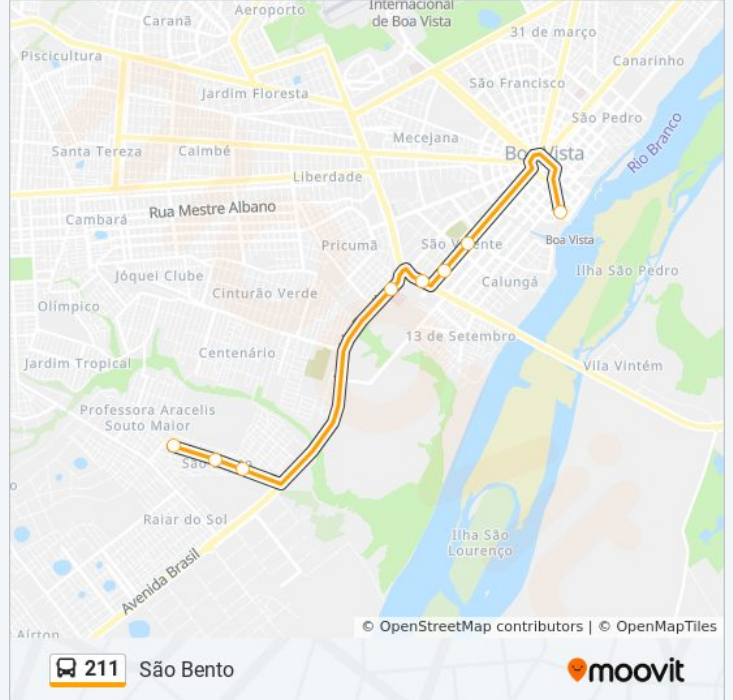 Internacional
de Boa Vista
Aeroporto
Caranã
31 de março
Piscicultura
Canarinho
São Francisco
Jardim Floresta
São Pedro
Mecejana
Rio Branco
Santa Tereza
Caimbé
Boa Vista
Liberdade
Rua Mestre Albano
Cambará
Pricumã
São Vicente
Boa Vista
Jóquei Clube
Ilha São Pedro
Calungá
Cinturão Verde
Olímpico
13 de Setembro
Centenário
Jardim Tropical
Vila Vintém
Professora Aracelis
Souto Maior
Raiar do Sol
Ilha São
Lourenço
Avenida Brasil
Airton
© OpenStreetMap contributors | © OpenMapTiles
211 São Bento
moovit